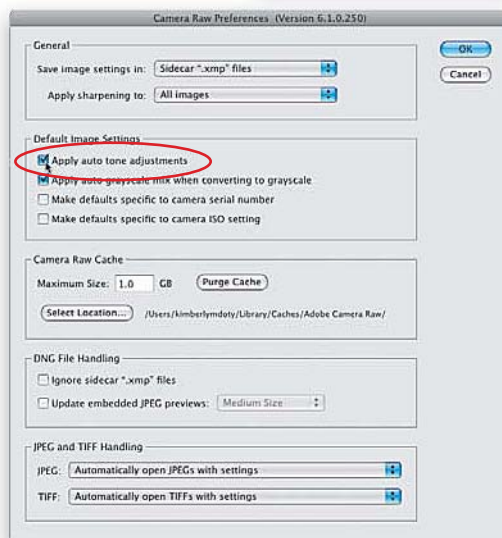 Camera Raw Preferences (Version 6.1.0.250)
General
Save image settings in: Sidecar ".xmp" files
Apply sharpening to: All images
OK
Cancel
Default Image Settings
Apply auto tone adjustments
Apply auto grayscale mix when converting to grayscale
Make defaults specific to camera serial number
Make defaults specific to camera ISO setting
Camera Raw Cache
Maximum Size: 1.0 GB Purge Cache
Select Location... /Users/kimberlymdoty/Library/Caches/Adobe Camera Raw/
DNG File Handling
Ignore sidecar ".xmp" files
Update embedded JPEG previews: Medium Size
JPEG and TIFF Handling
JPEG: Automatically open JPEGs with settings
TIFF: Automatically open TIFFs with settings